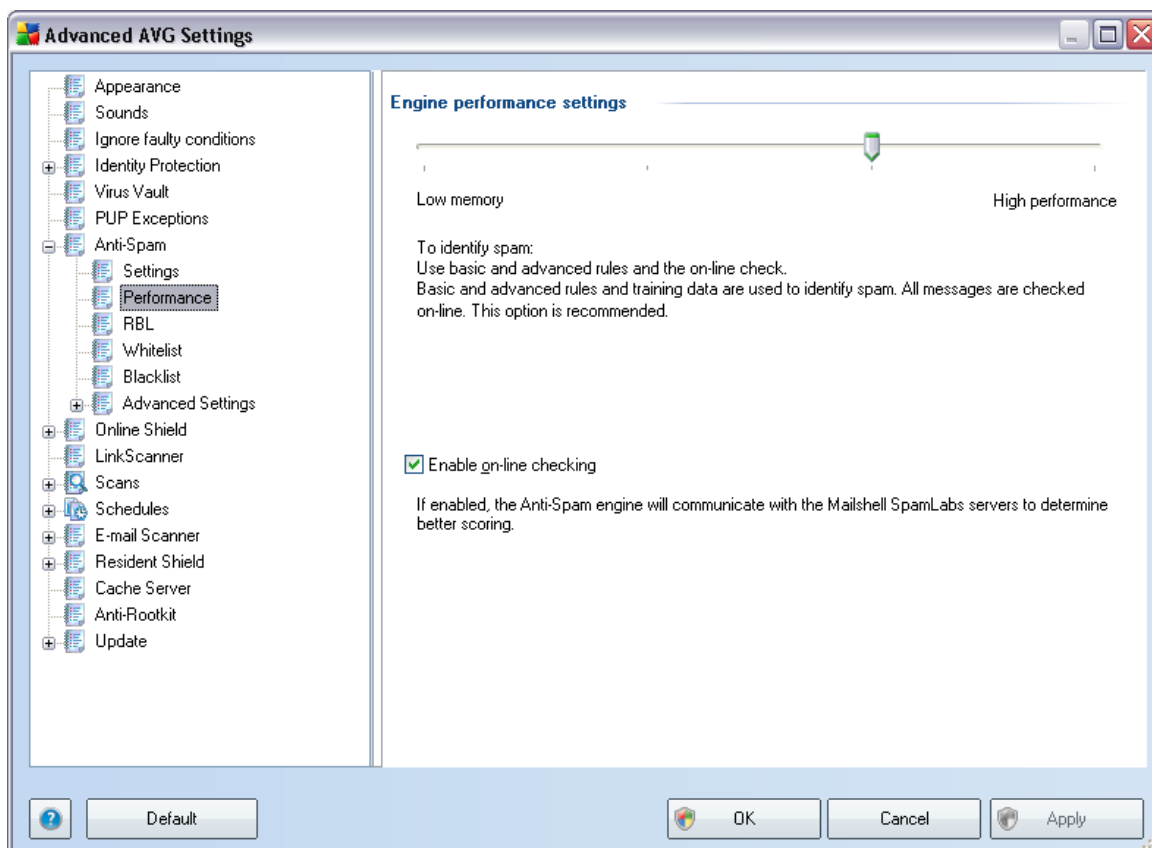 Advanced AVG Settings
Appearance
Sounds
Ignore faulty conditions
Identity Protection
Virus Vault
PUP Exceptions
Anti-Spam
Settings
Performance
RBL
Whitelist
Blacklist
Advanced Settings
Online Shield
LinkScanner
Scans
Schedules
E-mail Scanner
Resident Shield
Cache Server
Anti-Rootkit
Update
Engine performance settings
Low memory
High performance
To identify spam:
Use basic and advanced rules and the on-line check.
Basic and advanced rules and training data are used to identify spam. All messages are checked
on-line. This option is recommended.
Enable on-line checking
If enabled, the Anti-Spam engine will communicate with the Mailshell SpamLabs servers to determine
better scoring.
?
Default
OK
Cancel
Apply